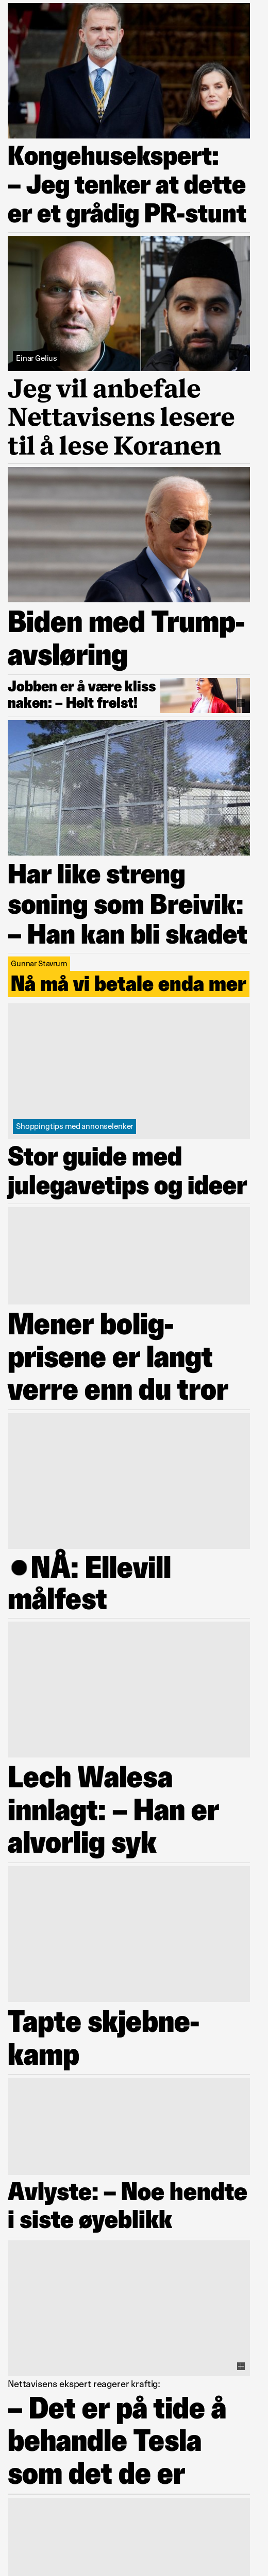 Kongehusekspert:
– Jeg tenker at dette
er et grådig PR-stunt
Einar Gelius
Jeg vil anbefale
Nettavisens lesere
til å lese Koranen
Biden med Trump-
avsløring
Jobben er å være kliss
naken: – Helt frelst!
Har like streng
soning som Breivik:
– Han kan bli skadet
Gunnar Stavrum
Nå må vi betale enda mer
Shoppingtips med annonselenker
Stor guide med
julegavetips og ideer
Mener bolig-
prisene er langt
verre enn du tror
●NÅ: Ellevill
målfest
Lech Walesa
innlagt: – Han er
alvorlig syk
Tapte skjebne-
kamp
Avlyste: – Noe hendte
i siste øyeblikk
Nettavisens ekspert reagerer kraftig:
– Det er på tide å
behandle Tesla
som det de er